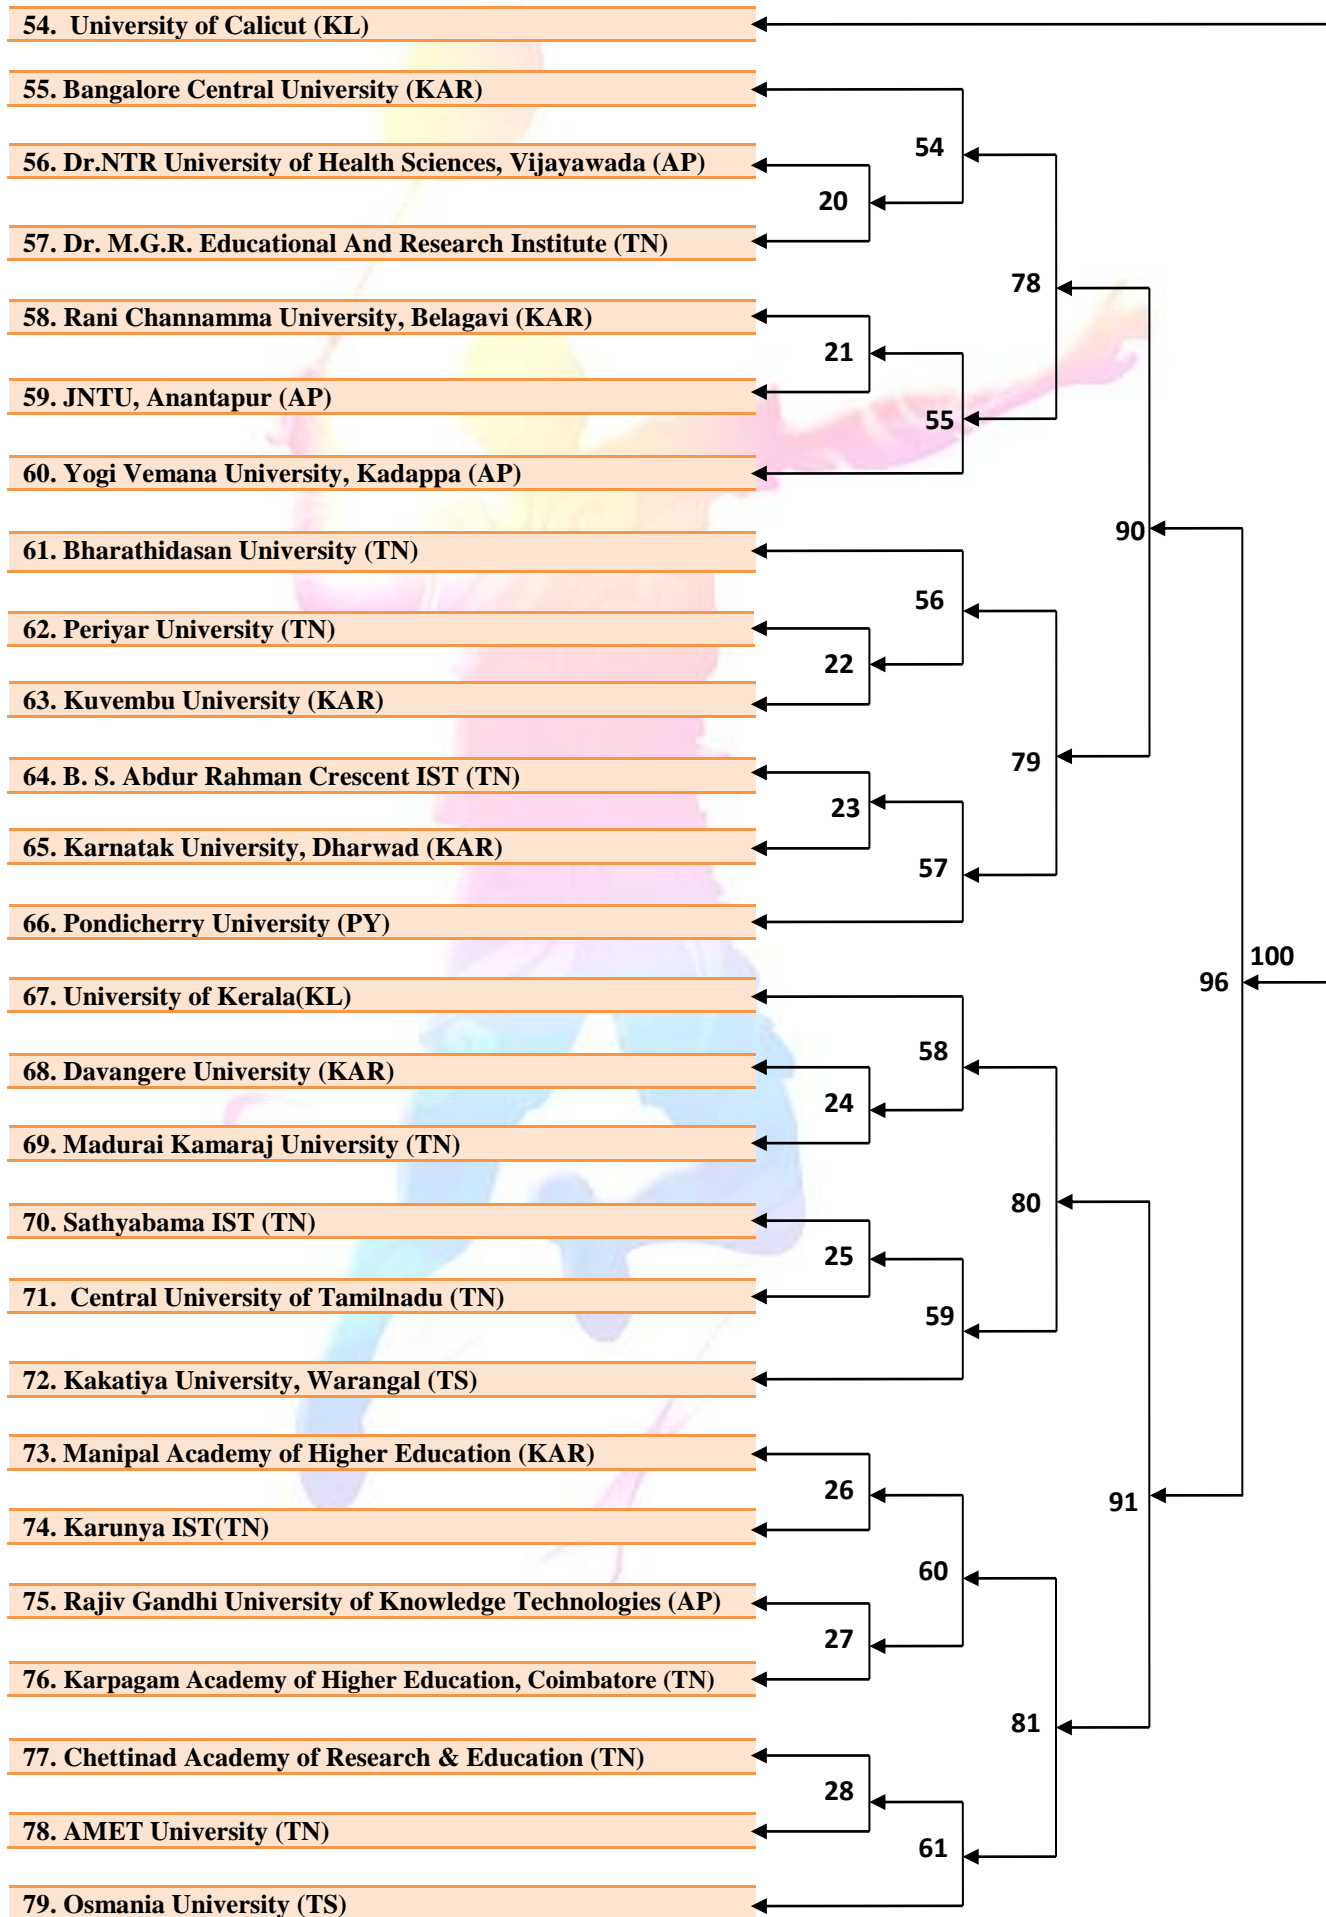 54.  University of Calicut (KL)
55. Bangalore Central University (KAR)
54
56. Dr.NTR University of Health Sciences, Vijayawada (AP)
20
57. Dr. M.G.R. Educational And Research Institute (TN)
78
58. Rani Channamma University, Belagavi (KAR)
21
59. JNTU, Anantapur (AP)
55
60. Yogi Vemana University, Kadappa (AP)
90
61. Bharathidasan University (TN)
56
62. Periyar University (TN)
22
63. Kuvembu University (KAR)
79
64. B. S. Abdur Rahman Crescent IST (TN)
23
65. Karnatak University, Dharwad (KAR)
57
66. Pondicherry University (PY)
100
96
67. University of Kerala(KL)
58
68. Davangere University (KAR)
24
69. Madurai Kamaraj University (TN)
80
70. Sathyabama IST (TN)
25
71.  Central University of Tamilnadu (TN)
59
72. Kakatiya University, Warangal (TS)
73. Manipal Academy of Higher Education (KAR)
26
91
74. Karunya IST(TN)
60
75. Rajiv Gandhi University of Knowledge Technologies (AP)
27
76. Karpagam Academy of Higher Education, Coimbatore (TN)
81
77. Chettinad Academy of Research & Education (TN)
28
78. AMET University (TN)
61
79. Osmania University (TS)